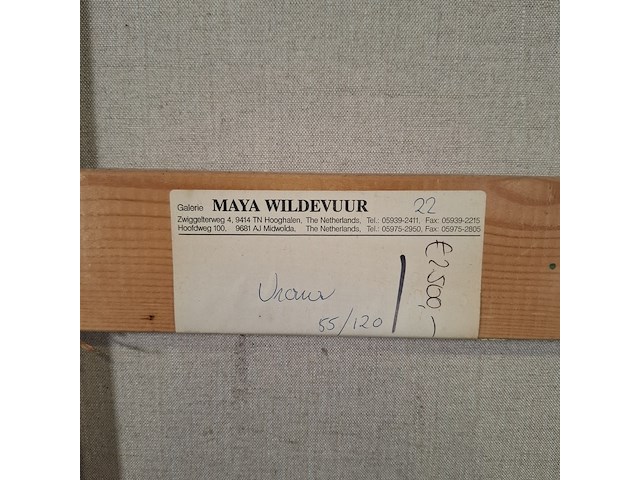 Galerie MAYA WILDEVUUR 22
Zwiggelterweg 4, 9414 TN Hooghalen, The Netherlands, Tel.: 05939-2411, Fax: 05939-2215
Hoofdweg 100, 9681 AJ Midwolda, The Netherlands, Tel.: 05975-2950, Fax: 05975-2805
€2500,-
55/120